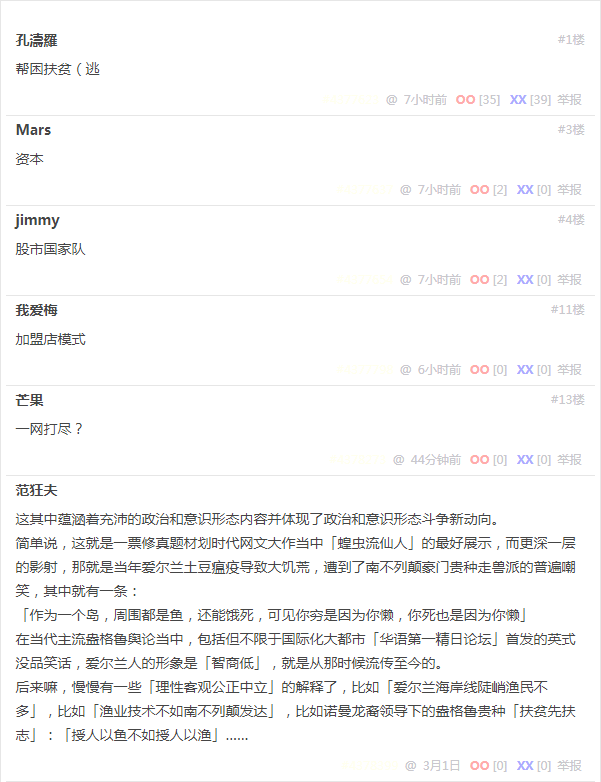 孔濤羅 #1楼
帮困扶贫（逃
@ 7小时前 OO [35] XX [39] 举报
Mars #3楼
资本
@ 7小时前 OO [2] XX [0] 举报
jimmy #4楼
股市国家队
@ 7小时前 OO [2] XX [0] 举报
我爱梅 #11楼
加盟店模式
@ 6小时前 OO [0] XX [0] 举报
芒果 #13楼
一网打尽？
@ 44分钟前 OO [0] XX [0] 举报
范狂夫
这其中蕴涵着充沛的政治和意识形态内容并体现了政治和意识形态斗争新动向。
简单说，这就是一票修真题材划时代网文大作当中「蝗虫流仙人」的最好展示，而更深一层
的影射，那就是当年爱尔兰土豆瘟疫导致大饥荒，遭到了南不列颠豪门贵种走兽派的普遍嘲
笑，其中就有一条：
「作为一个岛，周围都是鱼，还能饿死，可见你穷是因为你懒，你死也是因为你懒」
在当代主流盎格鲁舆论当中，包括但不限于国际化大都市「华语第一精日论坛」首发的英式
没品笑话，爱尔兰人的形象是「智商低」，就是从那时候流传至今的。
后来嘛，慢慢有一些「理性客观公正中立」的解释了，比如「爱尔兰海岸线陡峭渔民不
多」，比如「渔业技术不如南不列颠发达」，比如诺曼龙裔领导下的盎格鲁贵种「扶贫先扶
志」：「授人以鱼不如授人以渔」……
@ 3月1日 OO [0] XX [0] 举报